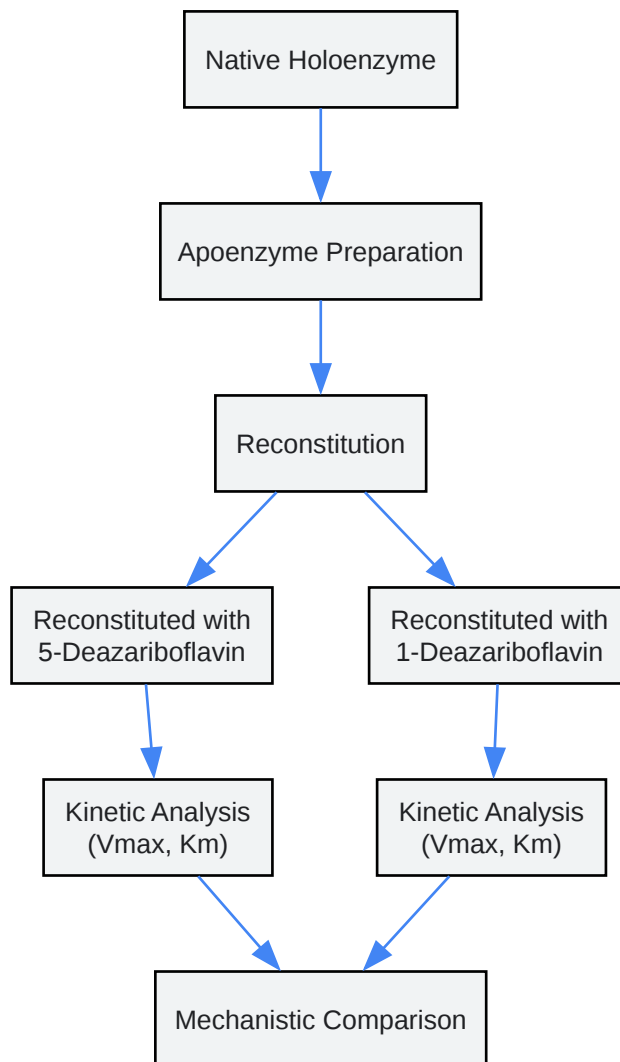 Native Holoenzyme
Apoenzyme Preparation
Reconstitution
Reconstituted with
5-Deazariboflavin
Reconstituted with
1-Deazariboflavin
Kinetic Analysis
(Vmax, Km)
Kinetic Analysis
(Vmax, Km)
Mechanistic Comparison